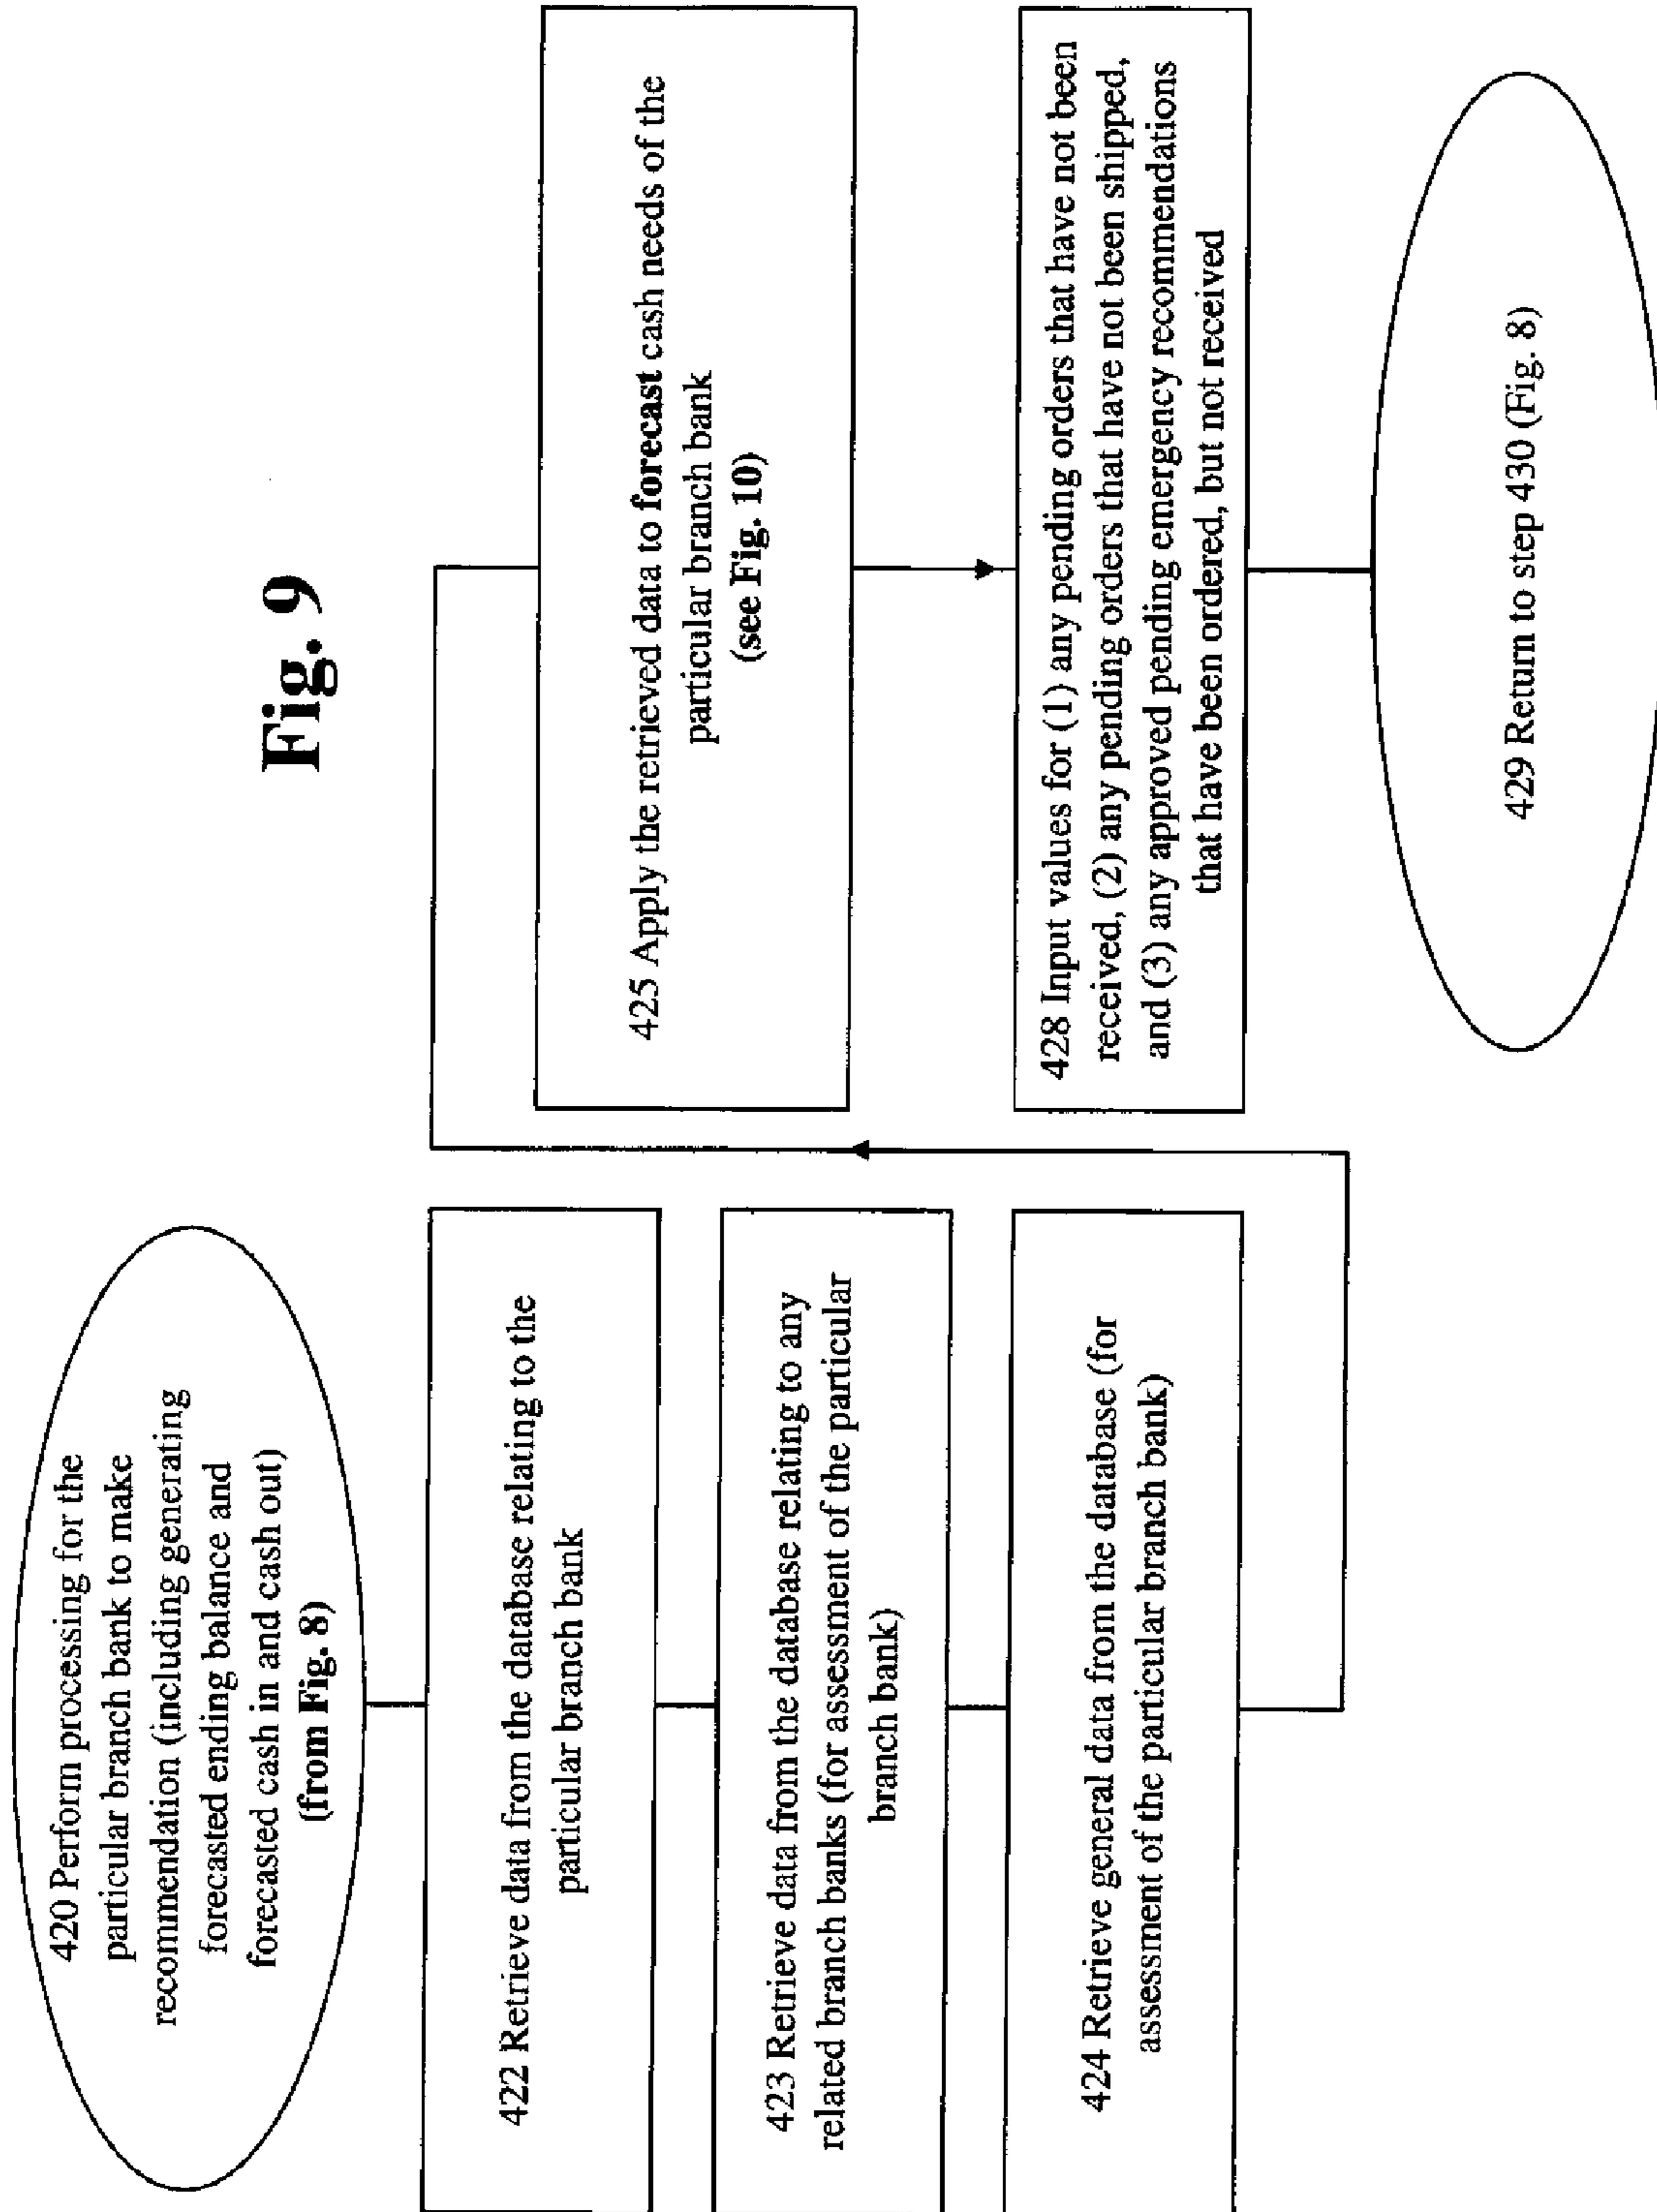 Fig. 9
420 Perform processing for the
particular branch bank to make
recommendation (including generating
forecasted ending balance and
forecasted cash in and cash out)
(from Fig. 8)
422 Retrieve data from the database relating to the
particular branch bank
423 Retrieve data from the database relating to any
related branch banks (for assessment of the particular
branch bank)
424 Retrieve general data from the database (for
assessment of the particular branch bank)
425 Apply the retrieved data to forecast cash needs of the
particular branch bank
(see Fig. 10)
428 Input values for (1) any pending orders that have not been
received, (2) any pending orders that have not been shipped,
and (3) any approved pending emergency recommendations
that have been ordered, but not received
429 Return to step 430 (Fig. 8)